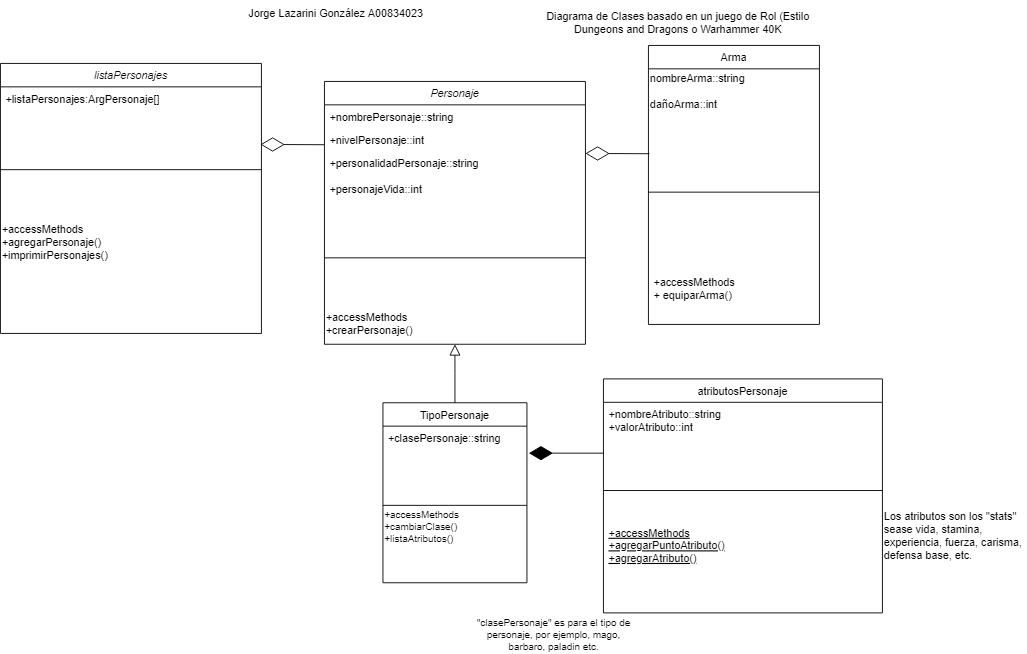 Jorge Lazarini González A00834023
Diagrama de Clases basado en un juego de Rol (Estilo
Dungeons and Dragons o Warhammer 40K
listaPersonajes
+listaPersonajes:ArgPersonaje[]
+accessMethods
+agregarPersonaje()
+imprimirPersonajes()
Personaje
+nombrePersonaje::string
+nivelPersonaje::int
+personalidadPersonaje::string
+personajeVida::int
+accessMethods
+crearPersonaje()
Arma
nombreArma::string
dañoArma::int
+accessMethods
+ equiparArma()
TipoPersonaje
+clasePersonaje::string
+accessMethods
+cambiarClase()
+listaAtributos()
atributosPersonaje
+nombreAtributo::string
+valorAtributo::int
+accessMethods
+agregarPuntoAtributo()
+agregarAtributo()
Los atributos son los "stats"
sease vida, stamina,
experiencia, fuerza, carisma,
defensa base, etc.
"clasePersonaje" es para el tipo de
personaje, por ejemplo, mago,
barbaro, paladin etc.